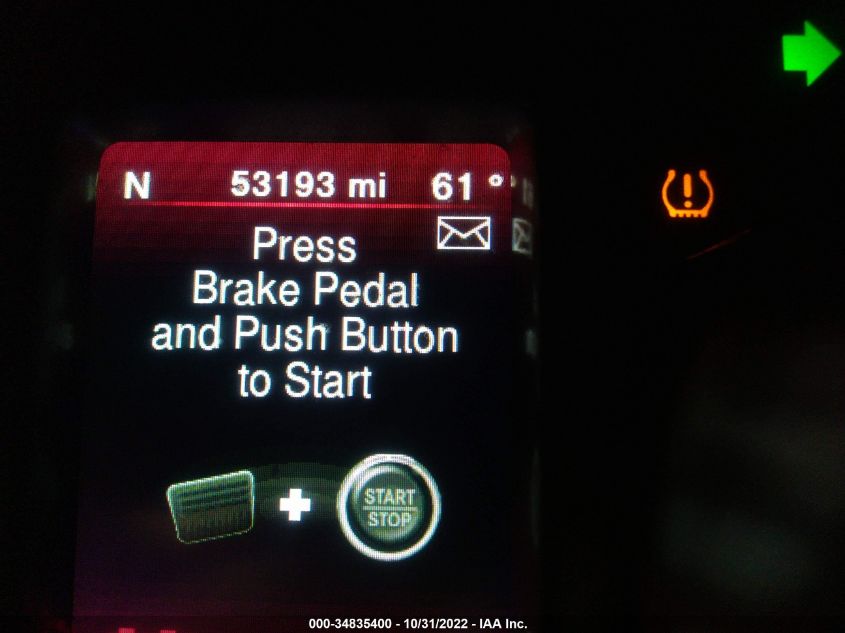 N 53193 mi 61°
Press
Brake Pedal
and Push Button
to Start
START
STOP
000-34835400 - 10/31/2022 - IAA Inc.